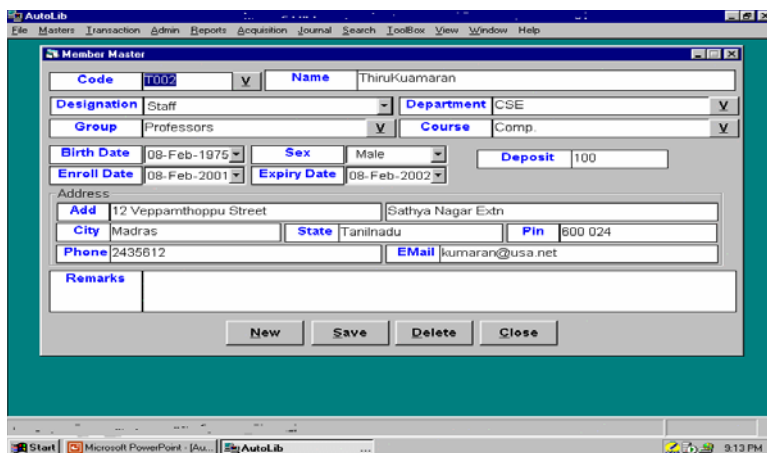 AutoLib
File Masters Transaction Admin Reports Acquisition Journal Search ToolBox View Window Help
Member Master
Code T002 V Name ThiruKuamaran
Designation Staff Department CSE V
Group Professors V Course Comp. V
Birth Date 08-Feb-1975 Sex Male Deposit 100
Enroll Date 08-Feb-2001 Expiry Date 08-Feb-2002
Address
Add 12 Veppamthoppu Street Sathya Nagar Extn
City Madras State Tanilnadu Pin 600 024
Phone 2435612 EMail kumaran@usa.net
Remarks
New Save Delete Close
Start Microsoft PowerPoint - [Au... AutoLib ... 9:13 PM